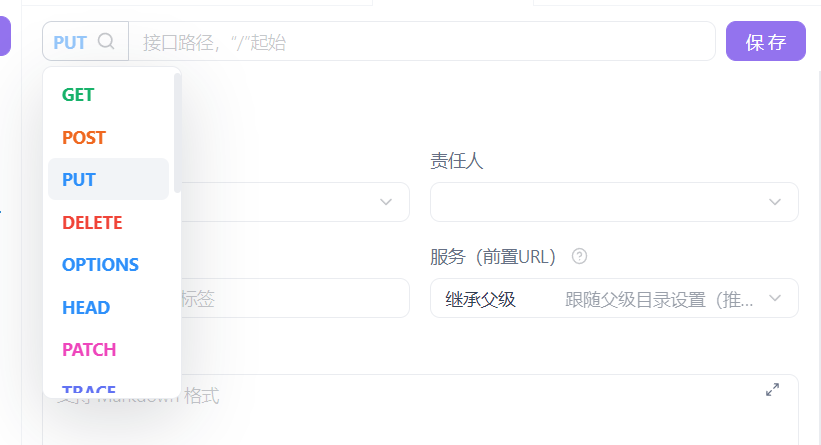 PUT
接口路径，“/”起始
保存
GET
POST
PUT
DELETE
OPTIONS
HEAD
PATCH
TRACE
责任人
服务（前置URL）
标签
继承父级 跟随父级目录设置（推...
支持 Markdown 格式